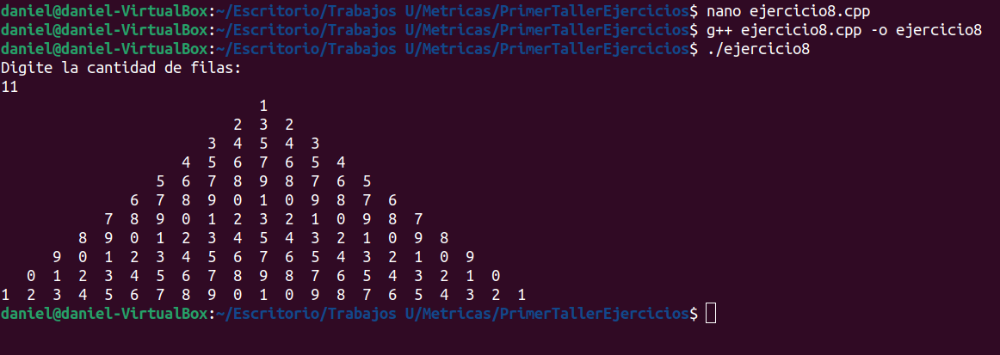 daniel@daniel-VirtualBox:~/Escritorio/Trabajos U/Metricas/PrimerTallerEjercicios$ nano ejercicio8.cpp
daniel@daniel-VirtualBox:~/Escritorio/Trabajos U/Metricas/PrimerTallerEjercicios$ g++ ejercicio8.cpp -o ejercicio8
daniel@daniel-VirtualBox:~/Escritorio/Trabajos U/Metricas/PrimerTallerEjercicios$ ./ejercicio8
Digite la cantidad de filas:
11
                              1
                           2  3  2
                        3  4  5  4  3
                     4  5  6  7  6  5  4
                  5  6  7  8  9  8  7  6  5
               6  7  8  9  0  1  0  9  8  7  6
            7  8  9  0  1  2  3  2  1  0  9  8  7
         8  9  0  1  2  3  4  5  4  3  2  1  0  9  8
      9  0  1  2  3  4  5  6  7  6  5  4  3  2  1  0  9
   0  1  2  3  4  5  6  7  8  9  8  7  6  5  4  3  2  1  0
1  2  3  4  5  6  7  8  9  0  1  0  9  8  7  6  5  4  3  2  1
daniel@daniel-VirtualBox:~/Escritorio/Trabajos U/Metricas/PrimerTallerEjercicios$